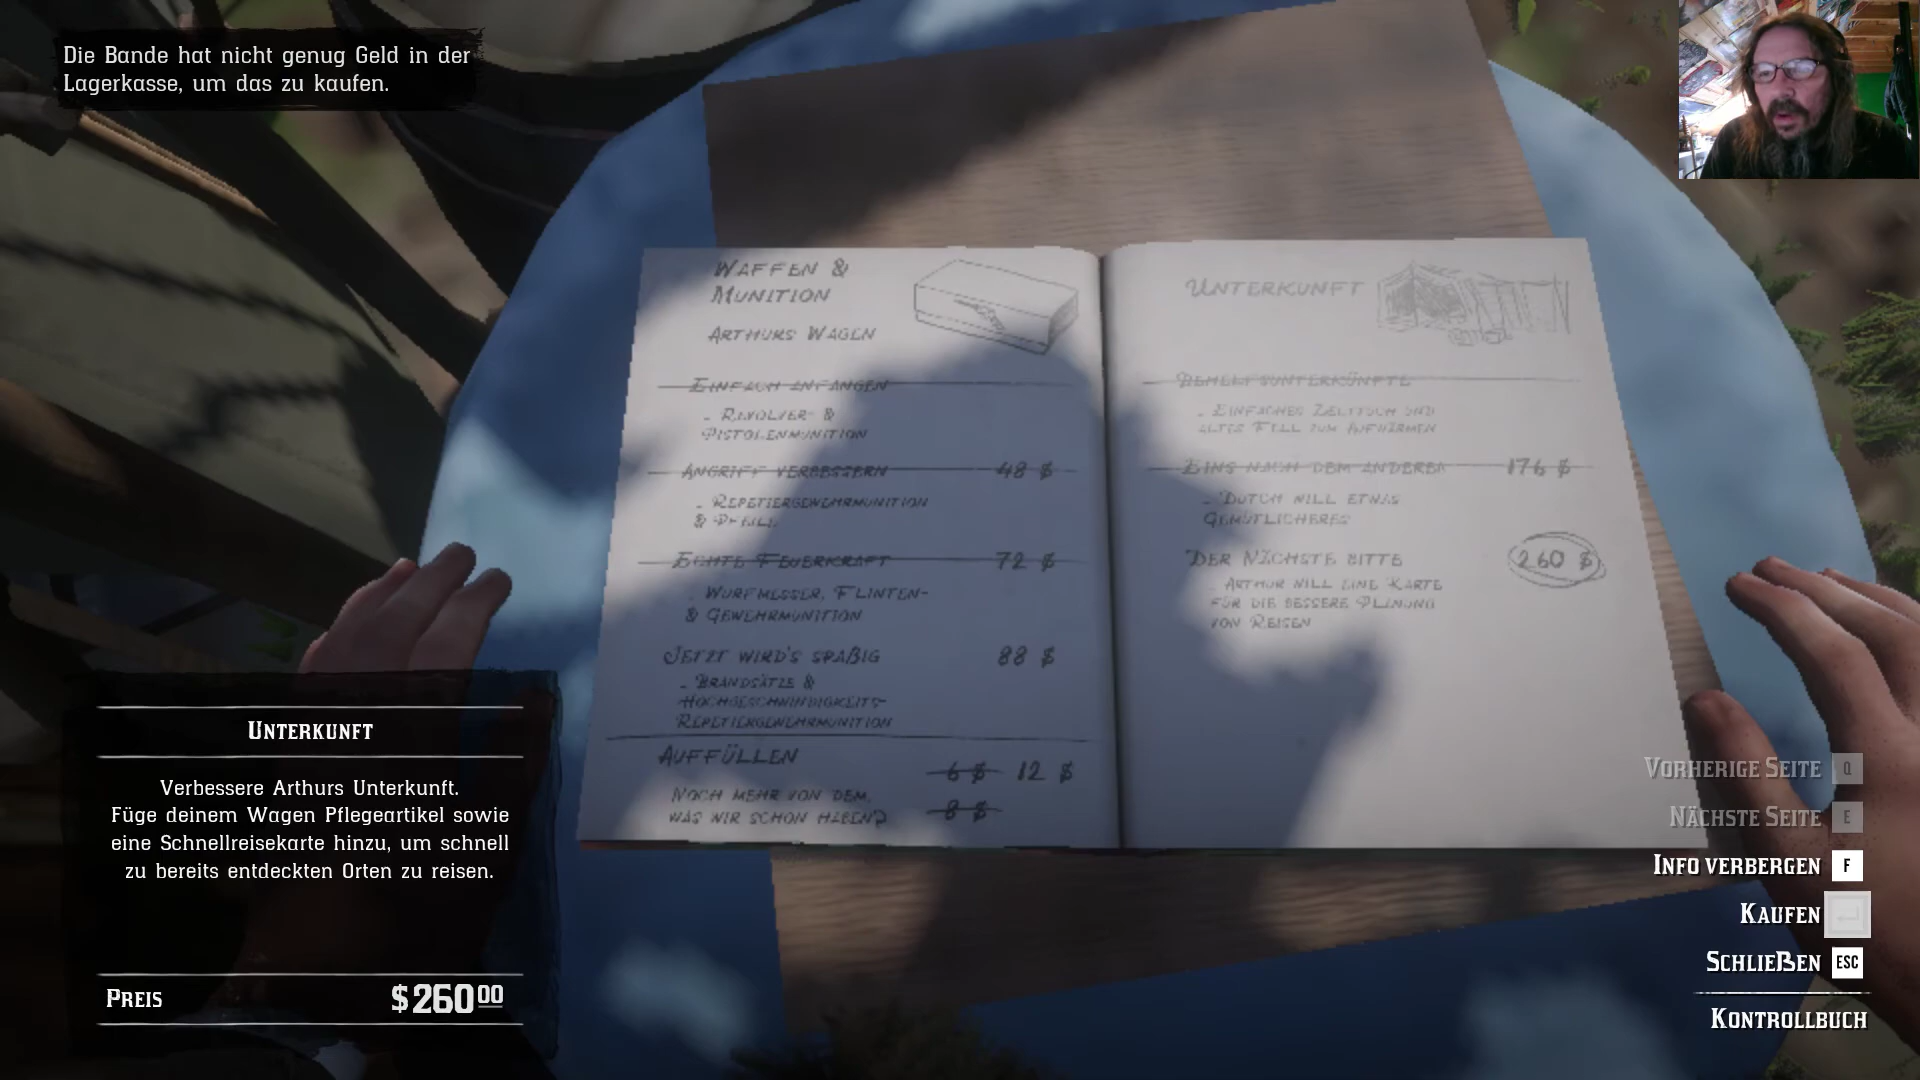 Die Bande hat nicht genug Geld in der
Lagerkasse, um das zu kaufen.
WAFFEN &
MUNITION
ARTHURS WAGEN
EINFACH ANFANGEN
- REVOLVER- &
PISTOLENMUNITION
ANGRIFF VERBESSERN 48 $
- REPETIERGEWEHRMUNITION
& PFEILE
ECHTE FEUERKRAFT 72 $
- WURFMESSER, FLINTEN-
& GEWEHRMUNITION
JETZT WIRD'S SPAßIG 88 $
- BRANDSÄTZE &
HOCHGESCHWINDIGKEITS-
REPETIERGEWEHRMUNITION
AUFFÜLLEN
6 $ 12 $
NOCH MEHR VON DEM,
WAS WIR SCHON HABEN? 8 $
UNTERKUNFT
BEHELFSUNTERKÜNFTE
- EINFACHES ZELTTUCH UND
ALTES FELL ZUM AUFWÄRMEN
EINS NACH DEM ANDEREN 176 $
- DUTCH WILL ETWAS
GEMÜTLICHERES
DER NÄCHSTE BITTE 260 $
ARTHUR WILL EINE KARTE
FÜR DIE BESSERE PLANUNG
VON REISEN
UNTERKUNFT
Verbessere Arthurs Unterkunft.
Füge deinem Wagen Pflegeartikel sowie
eine Schnellreisekarte hinzu, um schnell
zu bereits entdeckten Orten zu reisen.
PREIS $260 00
VORHERIGE SEITE Q
NÄCHSTE SEITE E
INFO VERBERGEN F
KAUFEN
SCHLIEßEN ESC
KONTROLLBUCH